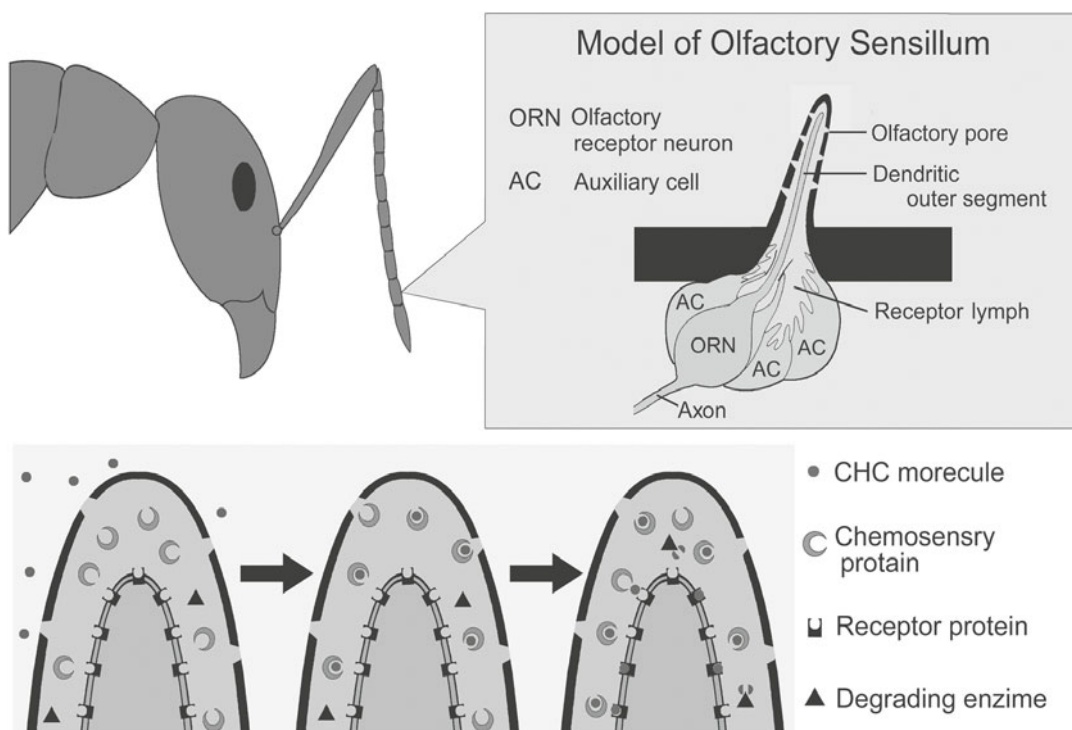 Model of Olfactory Sensillum
ORN Olfactory
receptor neuron
AC Auxiliary cell
Olfactory pore
Dendritic
outer segment
Receptor lymph
AC
ORN
AC
AC
Axon
CHC morecule
Chemosensry
protain
Receptor protein
Degrading enzime